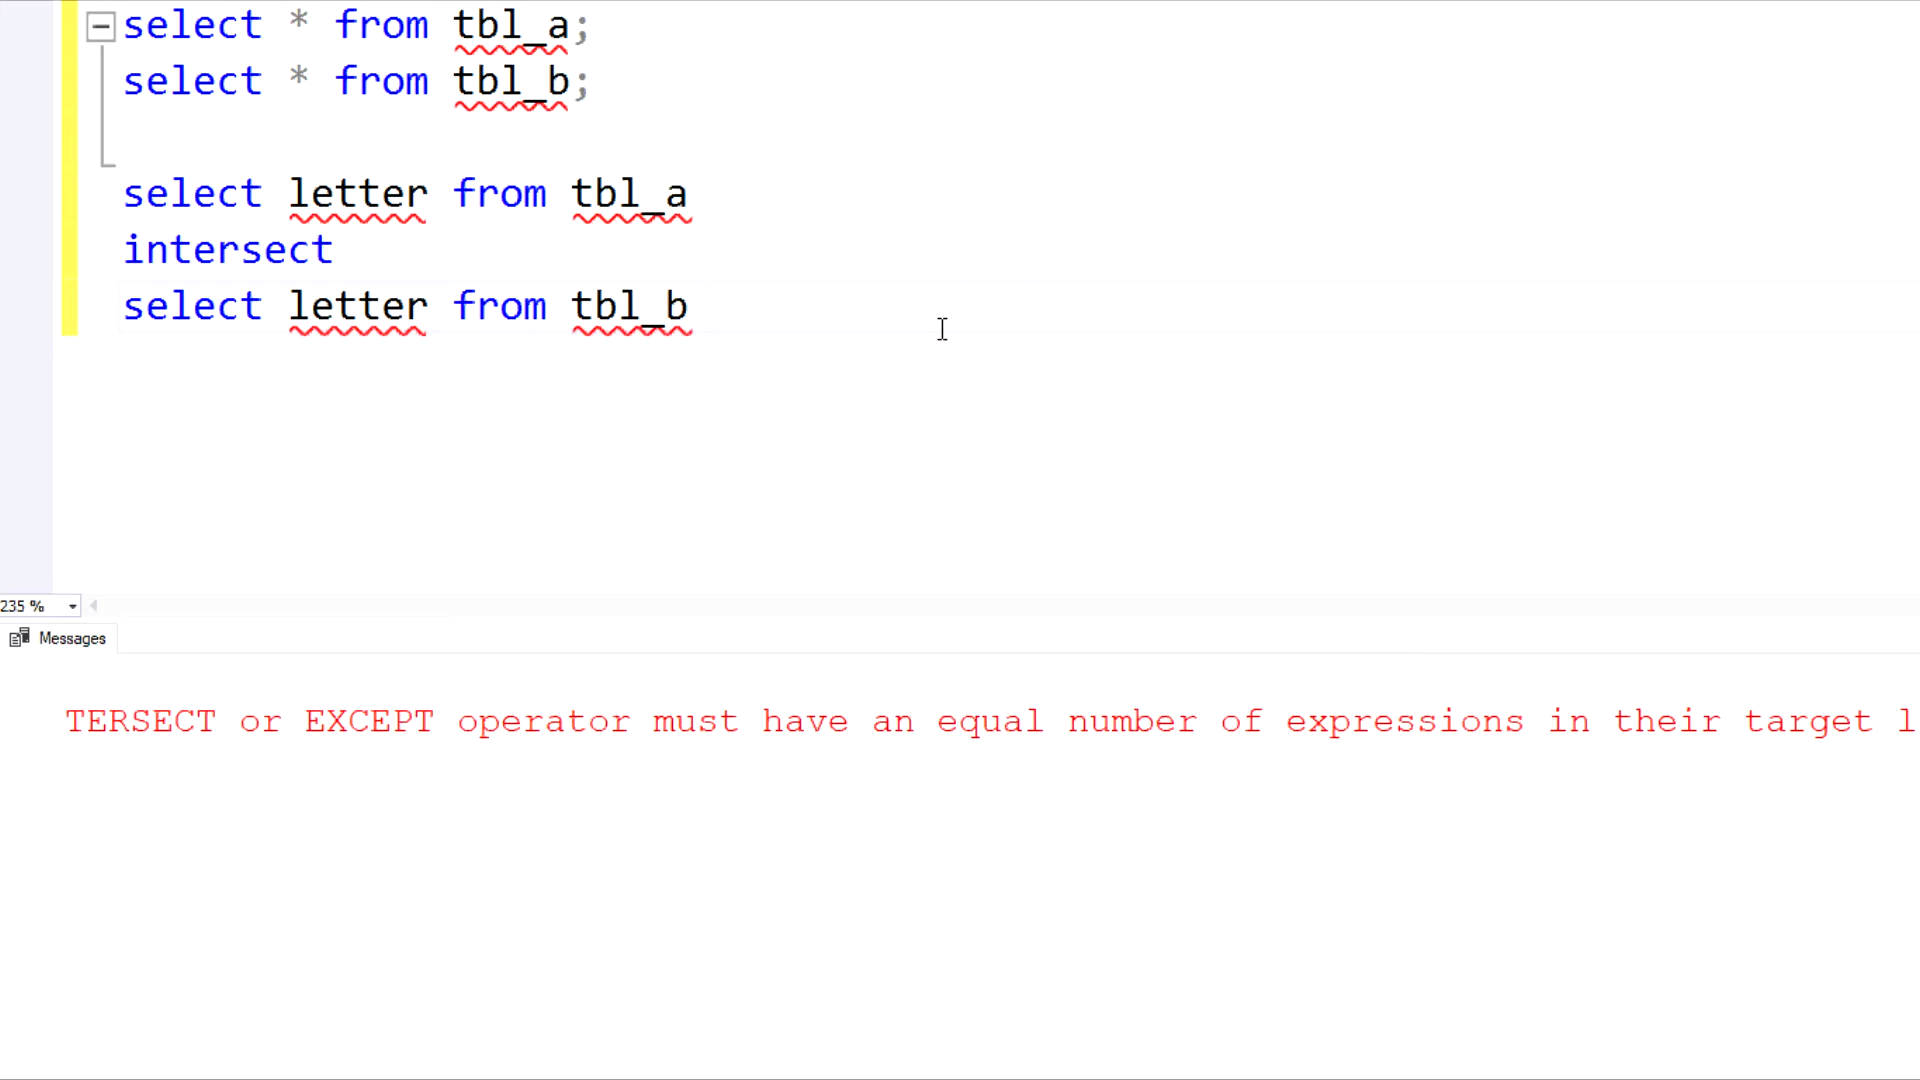 select * from tbl_a;
select * from tbl_b;
select letter from tbl_a
intersect
select letter from tbl_b
235 %
Messages
TERSECT or EXCEPT operator must have an equal number of expressions in their target l